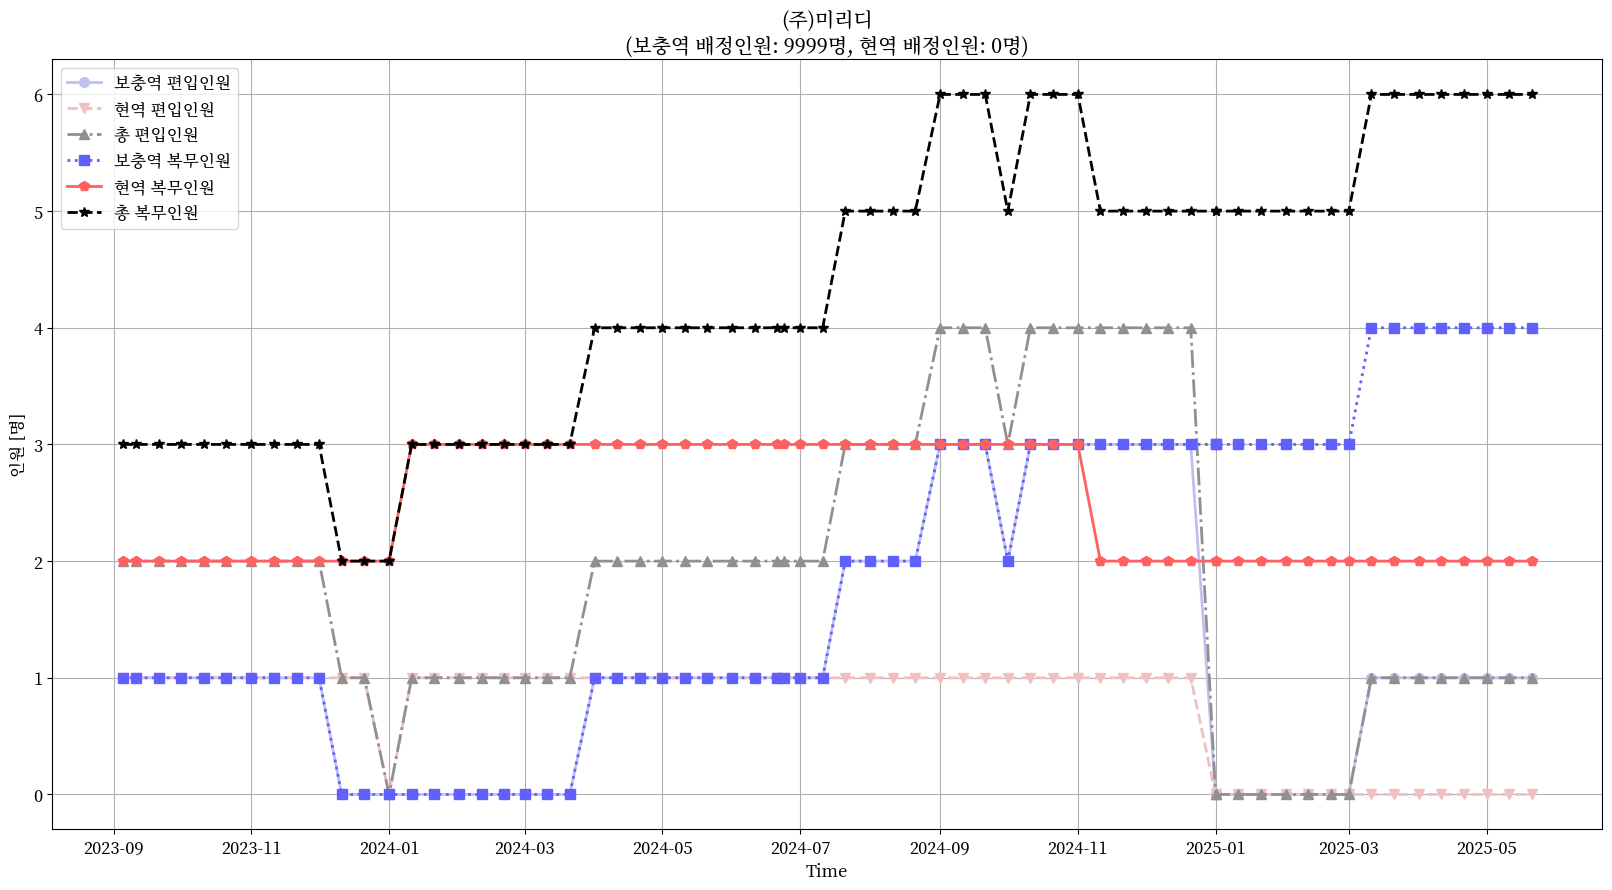 (주)미리디
(보충역 배정인원: 9999명, 현역 배정인원: 0명)
보충역 편입인원
현역 편입인원
총 편입인원
보충역 복무인원
현역 복무인원
총 복무인원
인원 [명]
6
5
4
3
2
1
0
2023-09
2023-11
2024-01
2024-03
2024-05
2024-07
2024-09
2024-11
2025-01
2025-03
2025-05
Time